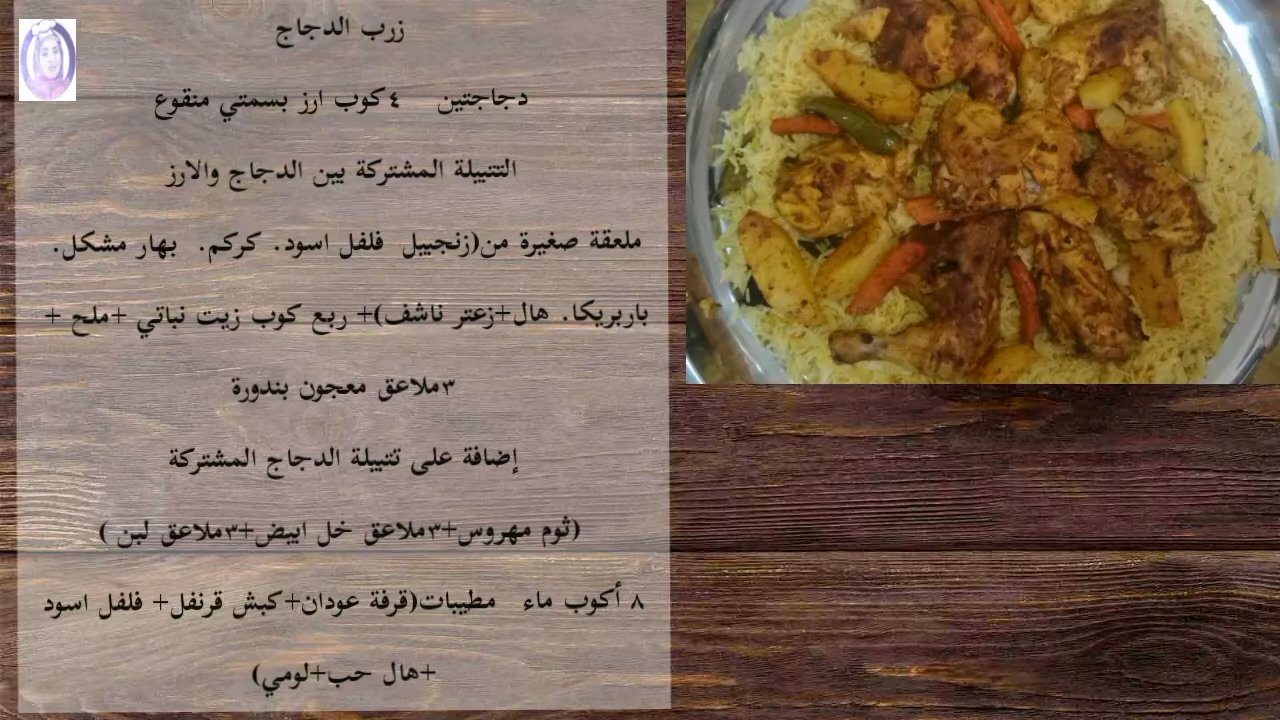 زرب الدجاج
دجاجتين ٤ كوب ارز بسمتي منقوع
التتبيلة المشتركة بين الدجاج والارز
ملعقة صغيرة من(زنجبيل فلفل اسود. كركم. بهار مشكل.
باربريكا. هال+زعتر ناشف)+ ربع كوب زيت نباتي +ملح +
٣ملاعق معجون بندورة
إضافة على تتبيلة الدجاج المشتركة
(ثوم مهروس+٣ملاعق خل ابيض+٣ملاعق لبن )
٨ أكوب ماء مطيبات(قرفة عودان+كبش قرنفل+ فلفل اسود
+هال حب+لومي)